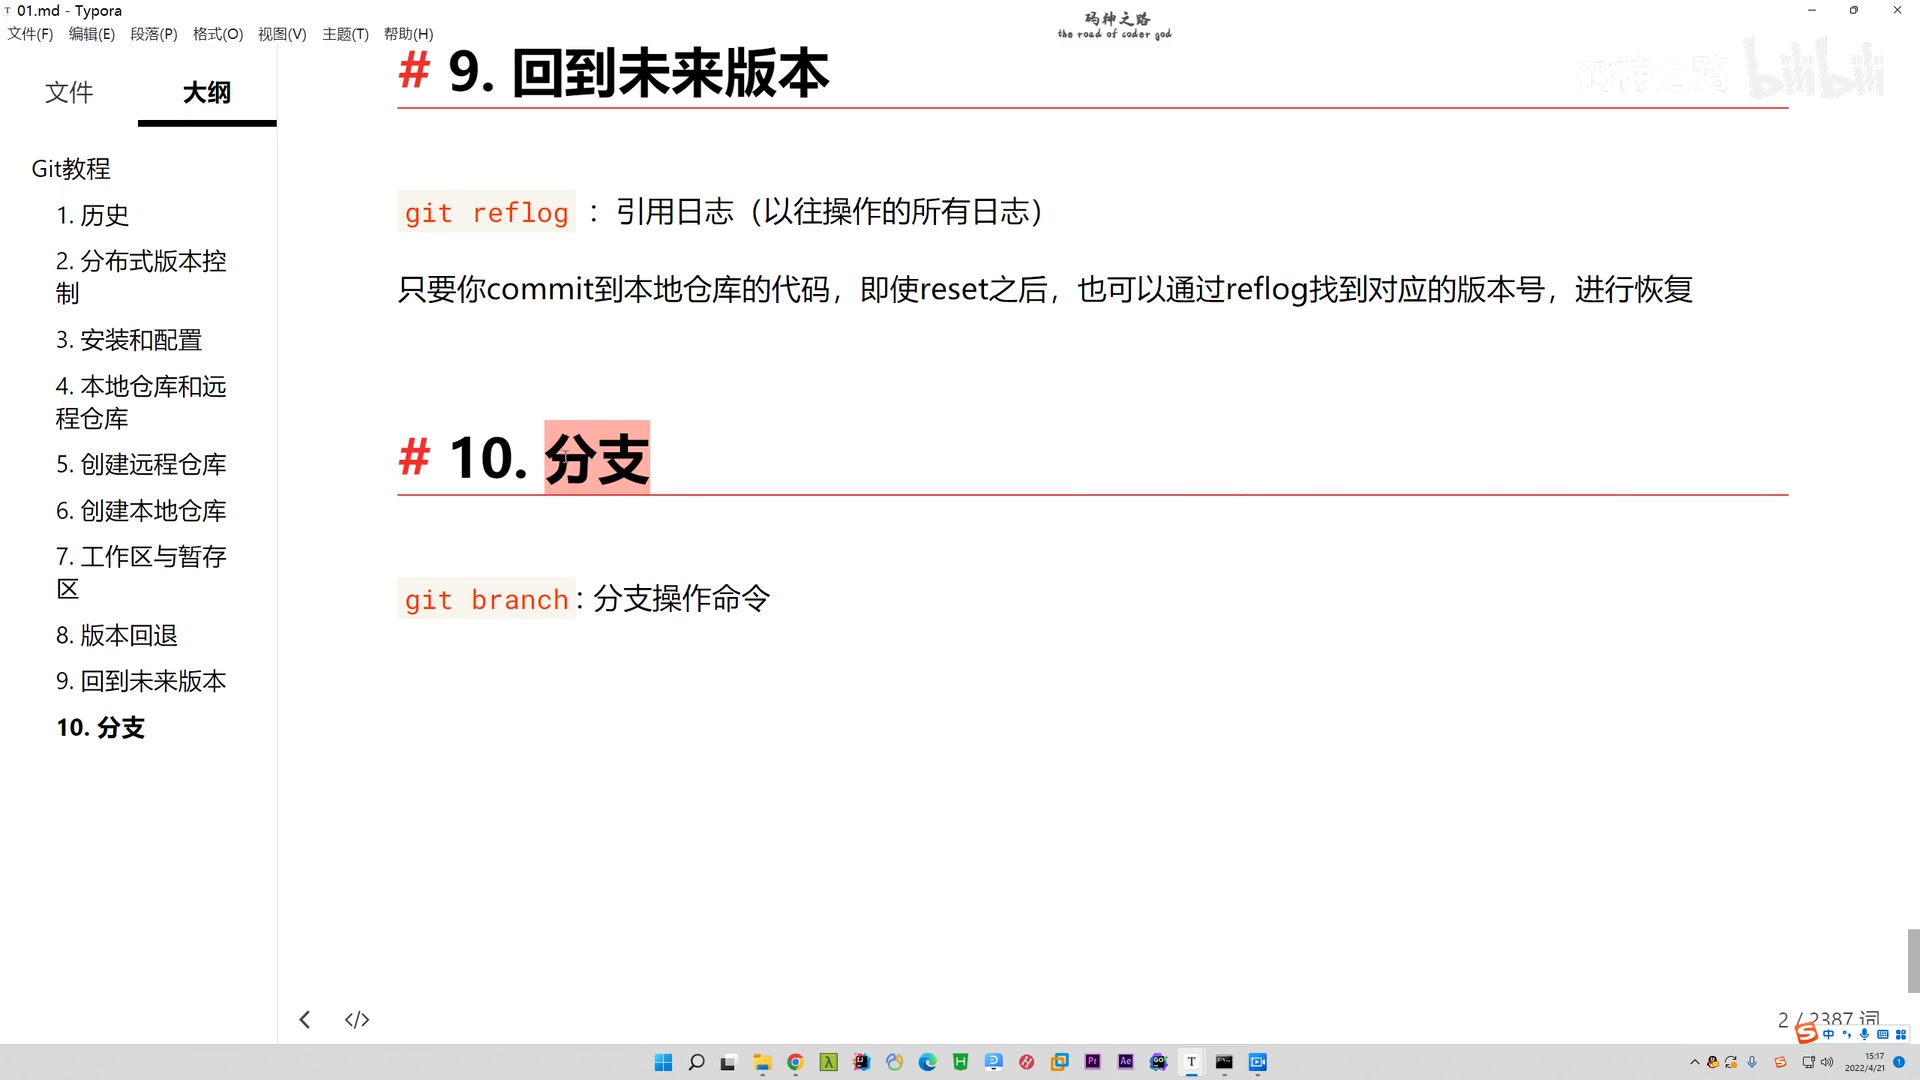 01.md - Typora
文件(F) 编辑(E) 段落(P) 格式(O) 视图(V) 主题(T) 帮助(H)
码神之路
the road of coder god
码神之路 bilibili
文件 大纲
Git教程
1. 历史
2. 分布式版本控
制
3. 安装和配置
4. 本地仓库和远
程仓库
5. 创建远程仓库
6. 创建本地仓库
7. 工作区与暂存
区
8. 版本回退
9. 回到未来版本
10. 分支
# 9. 回到未来版本
git reflog ： 引用日志（以往操作的所有日志）
只要你commit到本地仓库的代码，即使reset之后，也可以通过reflog找到对应的版本号，进行恢复
# 10. 分支
git branch : 分支操作命令
2 / 2387 词
中
15:17
2022/4/21